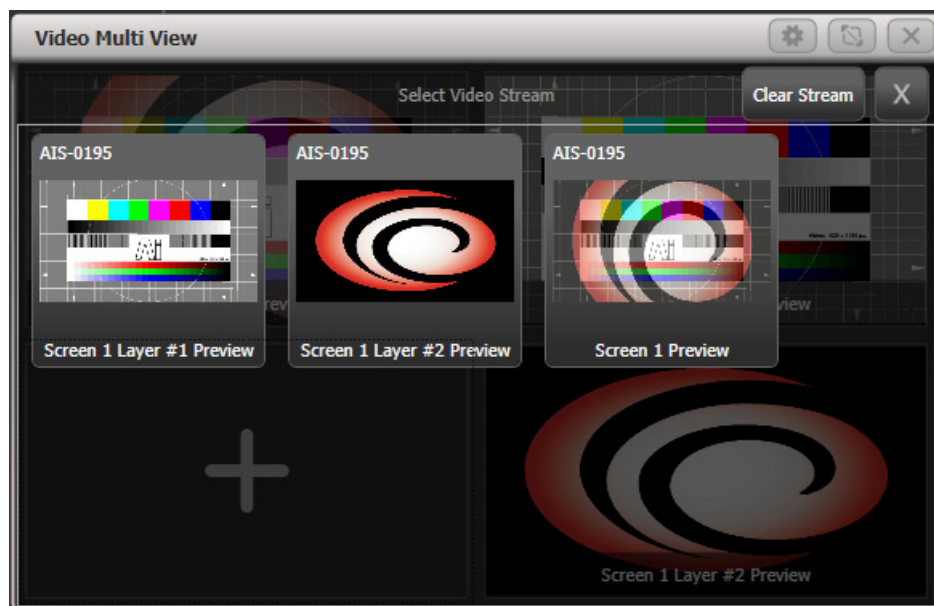 Video Multi View
Select Video Stream
Clear Stream
X
AIS-0195
AIS-0195
AIS-0195
Screen 1 Layer #1 Preview
Screen 1 Layer #2 Preview
Screen 1 Preview
Screen 1 Layer #2 Preview